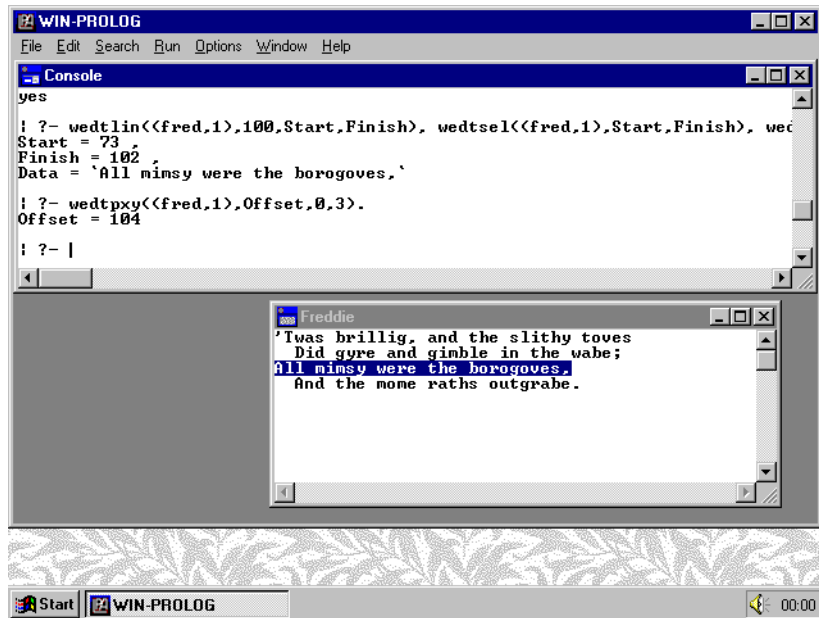 WIN-PROLOG
File Edit Search Run Options Window Help
Console
yes
| ?- wedtlin((fred,1),100,Start,Finish), wedtsel((fred,1),Start,Finish), wed
Start = 73 ,
Finish = 102 ,
Data = `All mimsy were the borogoves,`
| ?- wedtpxy((fred,1),Offset,0,3).
Offset = 104
| ?- |
Freddie
'Twas brillig, and the slithy toves
Did gyre and gimble in the wabe;
All mimsy were the borogoves,
And the mome raths outgrabe.
Start WIN-PROLOG 00:00